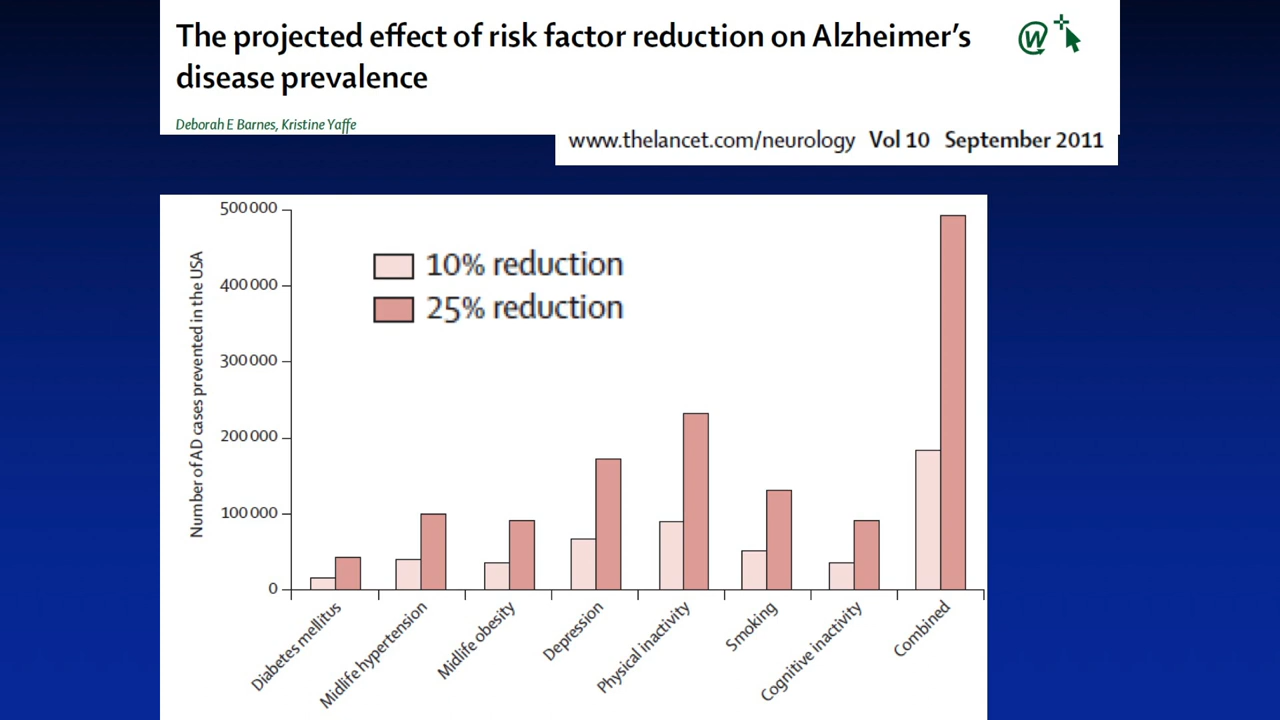 The projected effect of risk factor reduction on Alzheimer's
disease prevalence
W
Deborah E Barnes, Kristine Yaffe
www.thelancet.com/neurology Vol 10 September 2011
Number of AD cases prevented in the USA
500 000
400 000
300 000
200 000
100 000
0
10% reduction
25% reduction
Diabetes mellitus
Midlife hypertension
Midlife obesity
Depression
Physical inactivity
Smoking
Cognitive inactivity
Combined